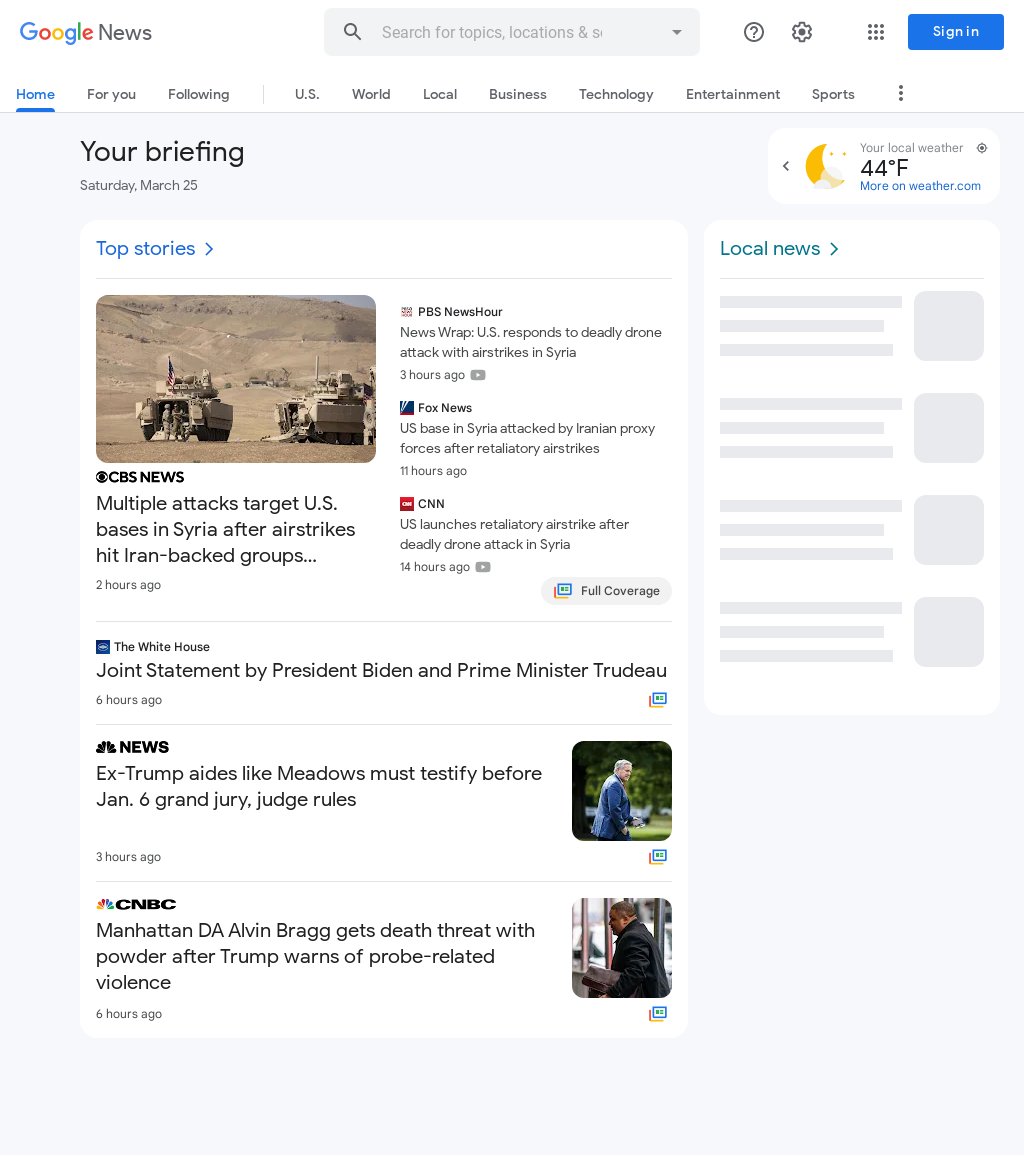 Google News
Search for topics, locations & so
Sign in
Home
For you
Following
U.S.
World
Local
Business
Technology
Entertainment
Sports
Your briefing
Saturday, March 25
Your local weather
44°F
More on weather.com
Top stories
CBS NEWS
Multiple attacks target U.S.
bases in Syria after airstrikes
hit Iran-backed groups...
2 hours ago
PBS NewsHour
News Wrap: U.S. responds to deadly drone
attack with airstrikes in Syria
3 hours ago
Fox News
US base in Syria attacked by Iranian proxy
forces after retaliatory airstrikes
11 hours ago
CNN
US launches retaliatory airstrike after
deadly drone attack in Syria
14 hours ago
Full Coverage
The White House
Joint Statement by President Biden and Prime Minister Trudeau
6 hours ago
NEWS
Ex-Trump aides like Meadows must testify before
Jan. 6 grand jury, judge rules
3 hours ago
CNBC
Manhattan DA Alvin Bragg gets death threat with
powder after Trump warns of probe-related
violence
6 hours ago
Local news